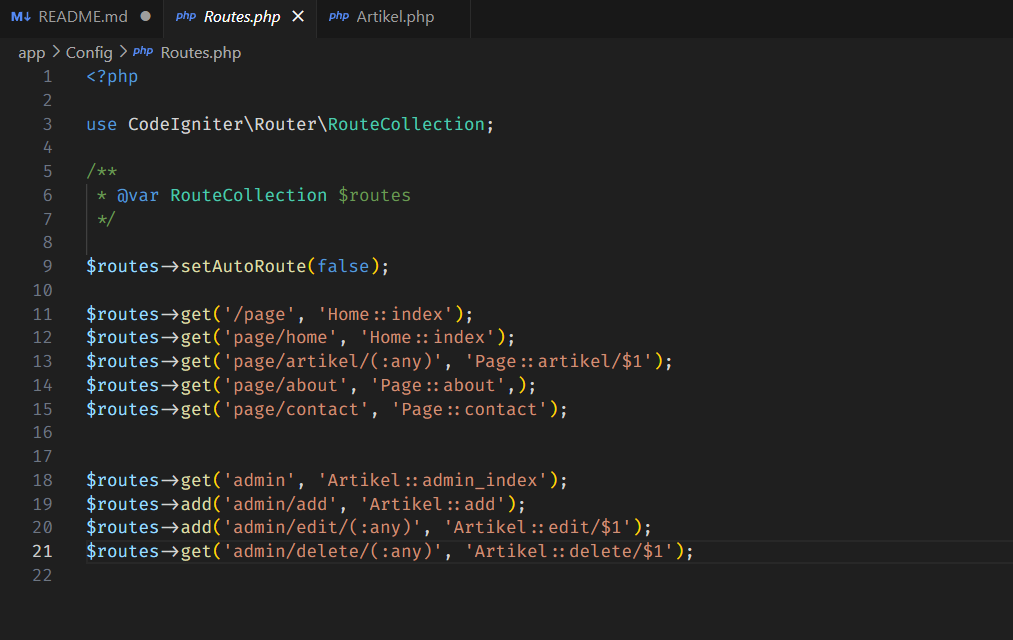 M↓ README.md ●
php Routes.php ×
php Artikel.php
app > Config > php Routes.php
1 <?php
2
3 use CodeIgniter\Router\RouteCollection;
4
5 /**
6 * @var RouteCollection $routes
7 */
8
9 $routes->setAutoRoute(false);
10
11 $routes->get('/page', 'Home::index');
12 $routes->get('page/home', 'Home::index');
13 $routes->get('page/artikel/(:any)', 'Page::artikel/$1');
14 $routes->get('page/about', 'Page::about',);
15 $routes->get('page/contact', 'Page::contact');
16
17
18 $routes->get('admin', 'Artikel::admin_index');
19 $routes->add('admin/add', 'Artikel::add');
20 $routes->add('admin/edit/(:any)', 'Artikel::edit/$1');
21 $routes->get('admin/delete/(:any)', 'Artikel::delete/$1');
22